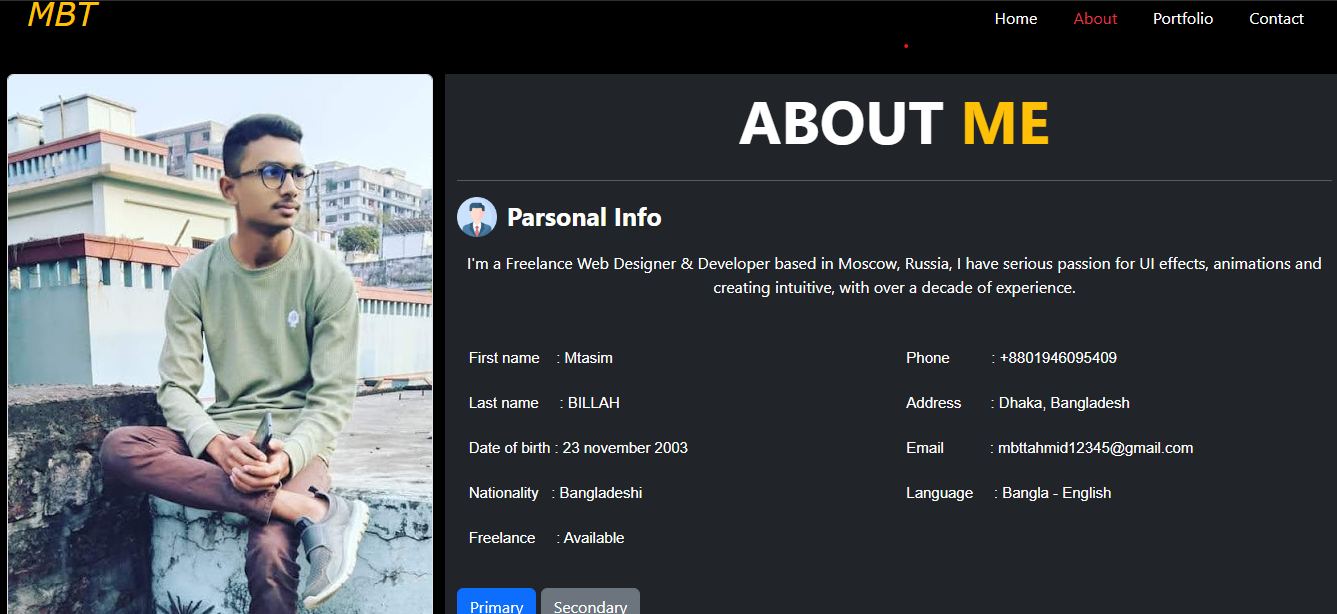 MBT
Home About Portfolio Contact
ABOUT ME
Parsonal Info
I'm a Freelance Web Designer & Developer based in Moscow, Russia, I have serious passion for UI effects, animations and
creating intuitive, with over a decade of experience.
First name : Mtasim
Last name : BILLAH
Date of birth : 23 november 2003
Nationality : Bangladeshi
Freelance : Available
Phone : +8801946095409
Address : Dhaka, Bangladesh
Email : mbttahmid12345@gmail.com
Language : Bangla - English
Primary Secondary